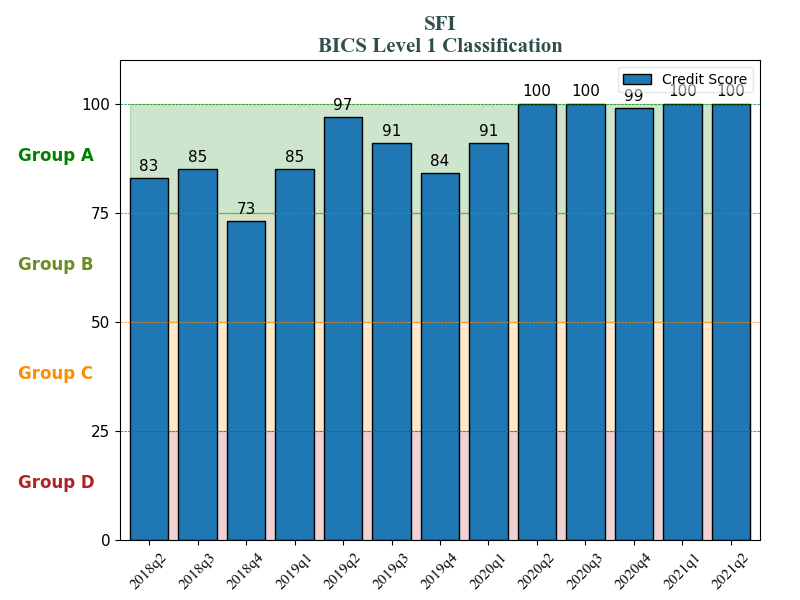 SFI
BICS Level 1 Classification
Credit Score
100
75
50
25
0
Group A
Group B
Group C
Group D
83
85
73
85
97
91
84
91
100
100
99
100
100
2018q2
2018q3
2018q4
2019q1
2019q2
2019q3
2019q4
2020q1
2020q2
2020q3
2020q4
2021q1
2021q2